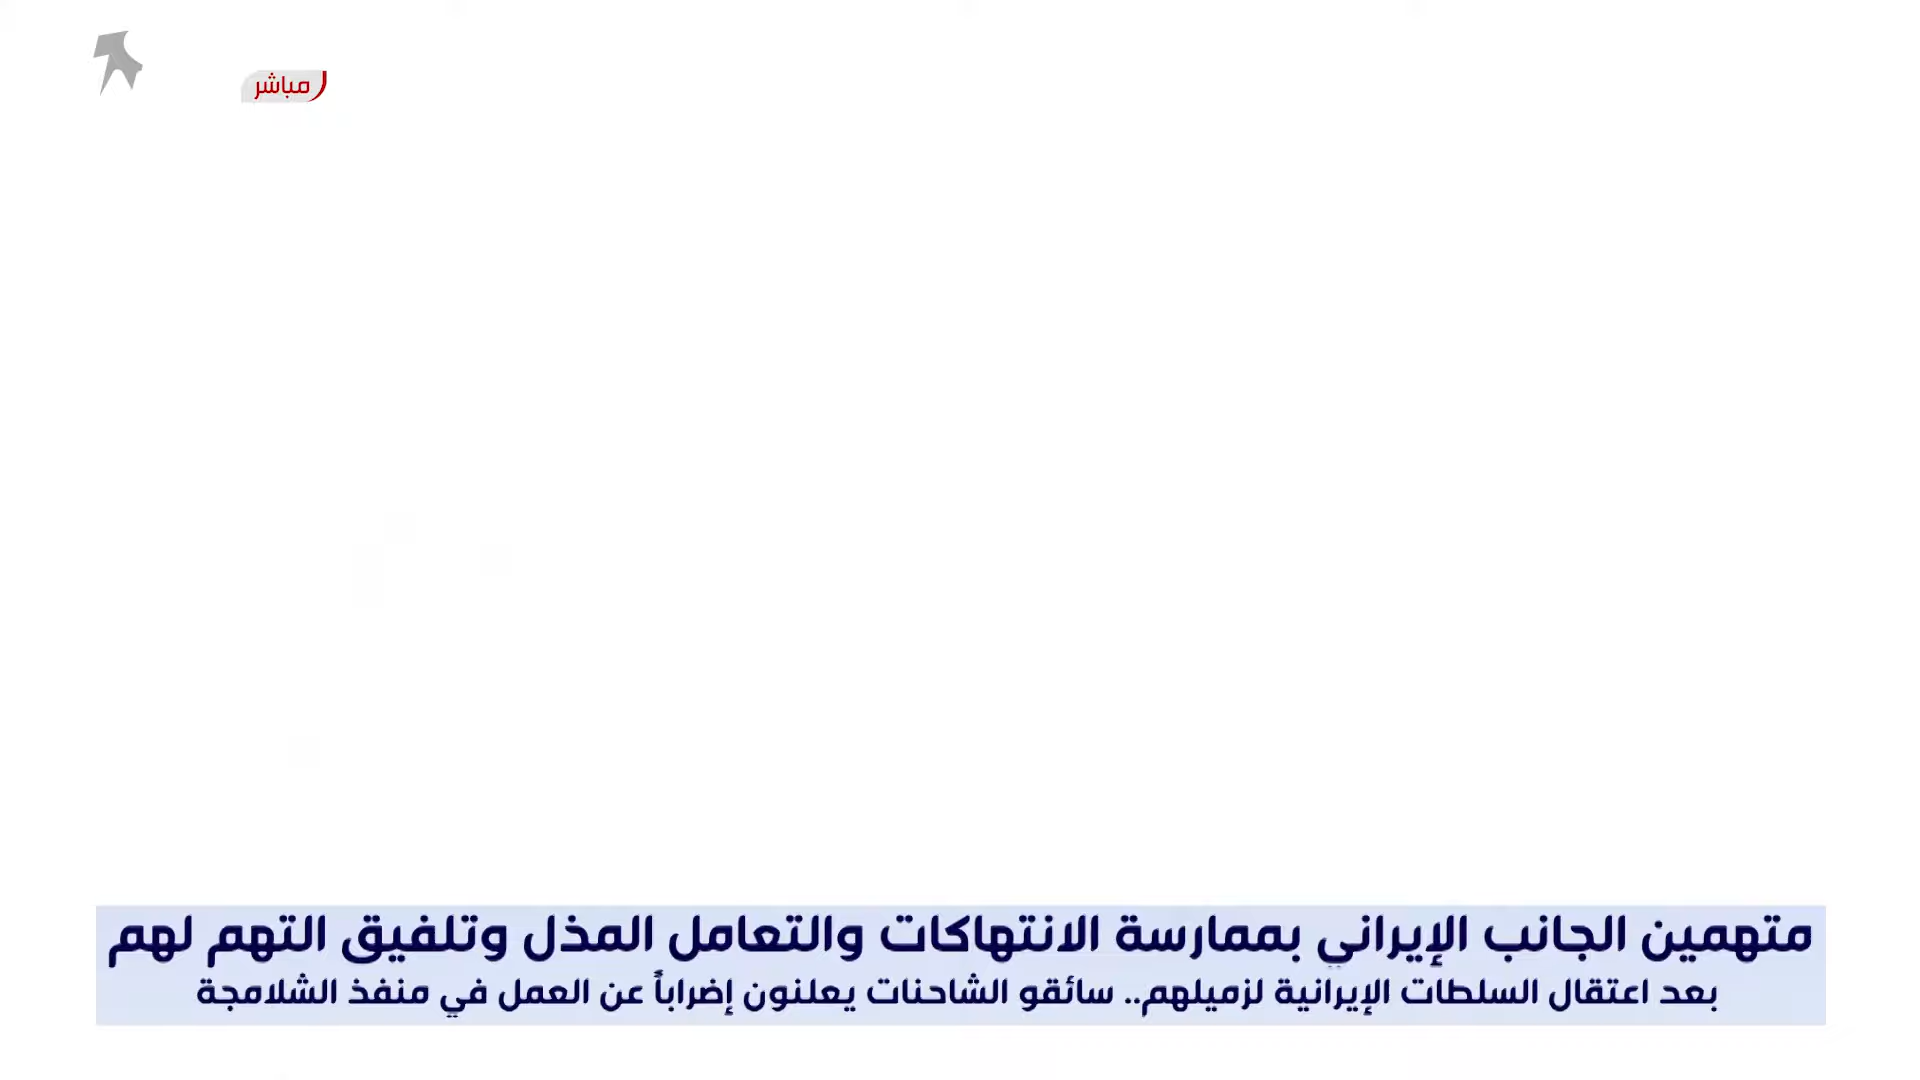 مباشر
متهمين الجانب الإيراني بممارسة الانتهاكات والتعامل المذل وتلفيق التهم لهم
بعد اعتقال السلطات الإيرانية لزميلهم.. سائقو الشاحنات يعلنون إضراباً عن العمل في منفذ الشلامجة